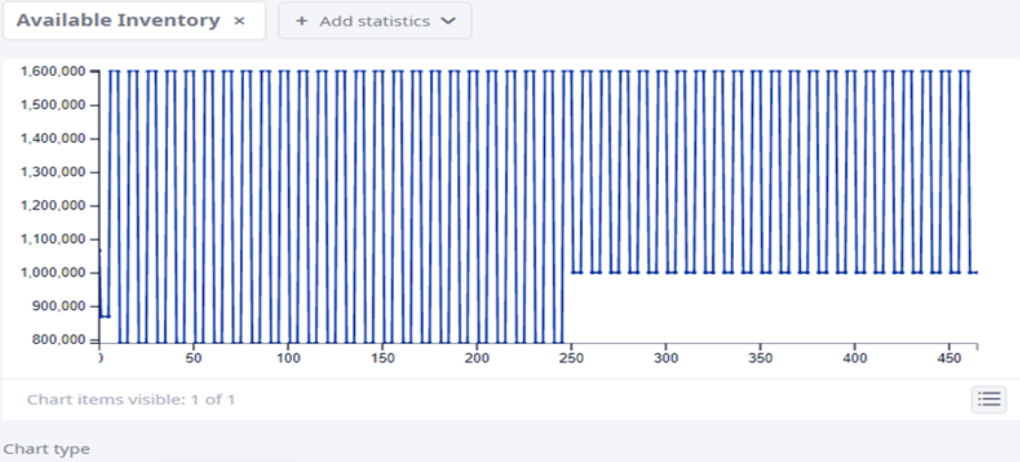 Available Inventory ×
+ Add statistics
1,600,000
1,500,000
1,400,000
1,300,000
1,200,000
1,100,000
1,000,000
900,000
800,000
50 100 150 200 250 300 350 400 450
Chart items visible: 1 of 1
Chart type